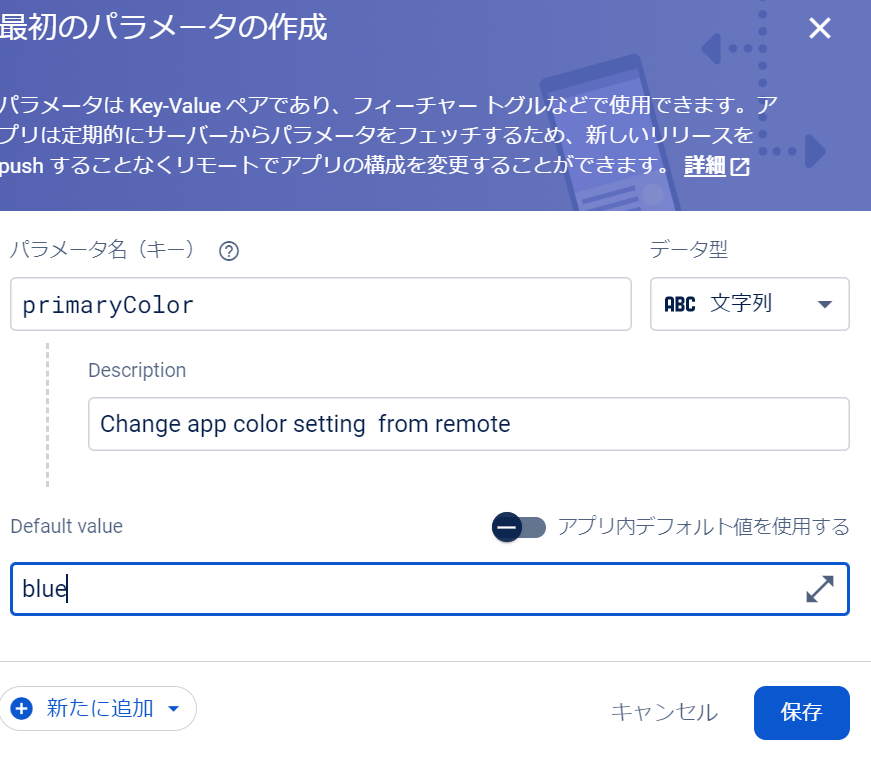 最初のパラメータの作成
パラメータは Key-Value ペアであり、フィーチャー トグルなどで使用できます。ア
プリは定期的にサーバーからパラメータをフェッチするため、新しいリリースを
push することなくリモートでアプリの構成を変更することができます。 詳細
パラメータ名（キー） ?
データ型
primaryColor
ABC 文字列
Description
Change app color setting  from remote
Default value
アプリ内デフォルト値を使用する
blue
新たに追加
キャンセル
保存